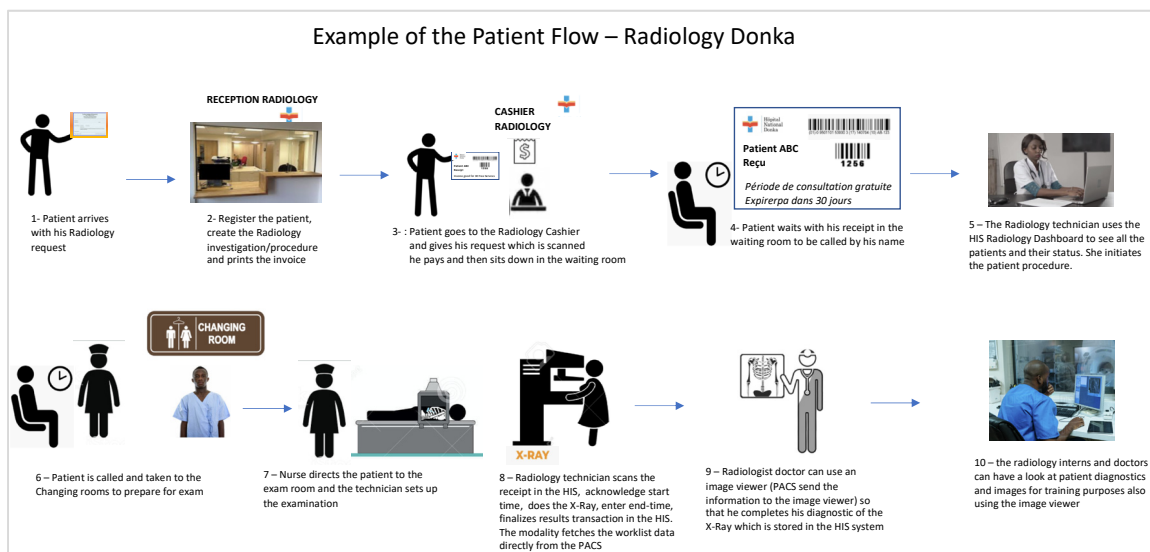 Example of the Patient Flow – Radiology Donka
RECEPTION RADIOLOGY
CASHIER
RADIOLOGY
Hôpital
National
Donka
Patient ABC
Reçu
1256
Période de consultation gratuite
Expirerpa dans 30 jours
1- Patient arrives
with his Radiology
request
2- Register the patient,
create the Radiology
investigation/procedure
and prints the invoice
3- : Patient goes to the Radiology Cashier
and gives his request which is scanned
he pays and then sits down in the waiting room
4- Patient waits with his receipt in the
waiting room to be called by his name
5 – The Radiology technician uses the
HIS Radiology Dashboard to see all the
patients and their status. She initiates
the patient procedure.
CHANGING
ROOM
X-RAY
6 – Patient is called and taken to the
Changing rooms to prepare for exam
7 – Nurse directs the patient to the
exam room and the technician sets up
the examination
8 – Radiology technician scans the
receipt in the HIS, acknowledge start
time, does the X-Ray, enter end-time,
finalizes results transaction in the HIS.
The modality fetches the worklist data
directly from the PACS
9 – Radiologist doctor can use an
image viewer (PACS send the
information to the image viewer) so
that he completes his diagnostic of the
X-Ray which is stored in the HIS system
10 – the radiology interns and doctors
can have a look at patient diagnostics
and images for training purposes also
using the image viewer